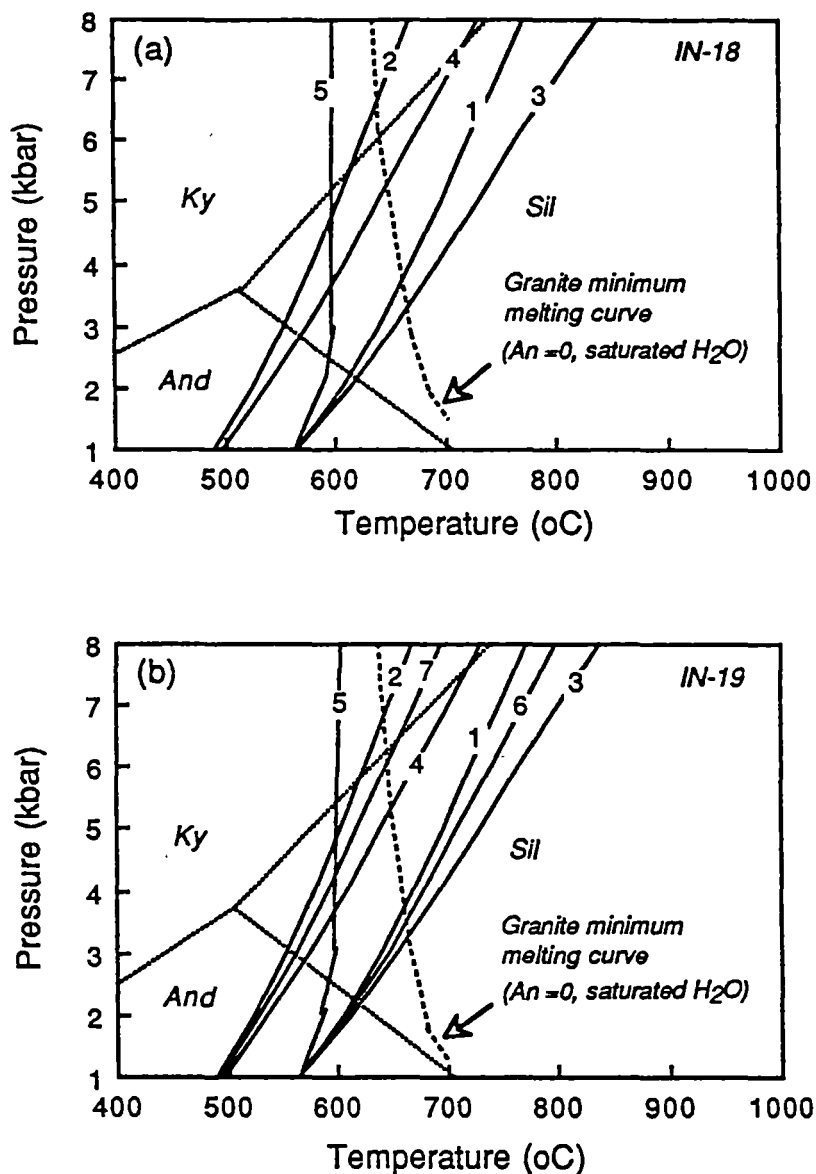 (a)
IN-18
8
7
6
5
4
3
2
1
Pressure (kbar)
5
2
4
1
3
Ky
Sil
And
Granite minimum
melting curve
(An =0, saturated H2O)
400 500 600 700 800 900 1000
Temperature (oC)
(b)
IN-19
8
7
6
5
4
3
2
1
Pressure (kbar)
5
2
7
4
1
6
3
Ky
Sil
And
Granite minimum
melting curve
(An =0, saturated H2O)
400 500 600 700 800 900 1000
Temperature (oC)